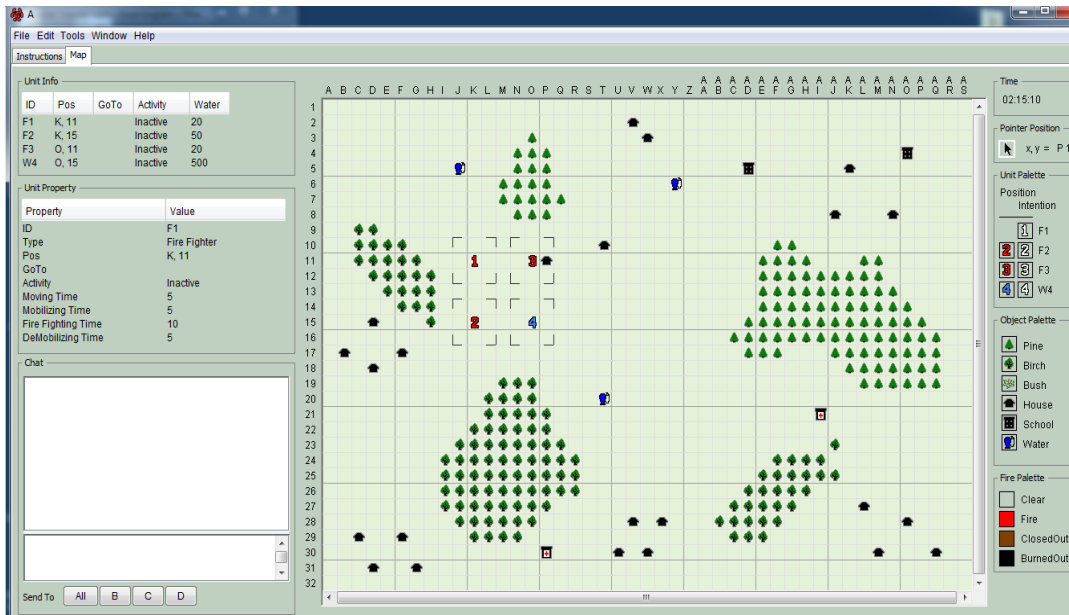 A
File Edit Tools Window Help
Instructions Map
Unit Info
ID Pos GoTo Activity Water
F1 K, 11 Inactive 20
F2 K, 15 Inactive 50
F3 O, 11 Inactive 20
W4 O, 15 Inactive 500
Unit Property
Property Value
ID F1
Type Fire Fighter
Pos K, 11
GoTo
Activity Inactive
Moving Time 5
Mobilizing Time 5
Fire Fighting Time 10
DeMobilizing Time 5
Chat
Send To All B C D
A A A A A A A A A A A A A A A A A A A
A B C D E F G H I J K L M N O P Q R S T U V W X Y Z A B C D E F G H I J K L M N O P Q R S
1
2
3
4
5
6
7
8
9
10
11
12
13
14
15
16
17
18
19
20
21
22
23
24
25
26
27
28
29
30
31
32
1 3
2 4
Time
02:15:10
Pointer Position
x, y = P 1
Unit Palette
Position
Intention
1 F1
2 2 F2
3 3 F3
4 4 W4
Object Palette
Pine
Birch
Bush
House
School
Water
Fire Palette
Clear
Fire
ClosedOut
BurnedOut